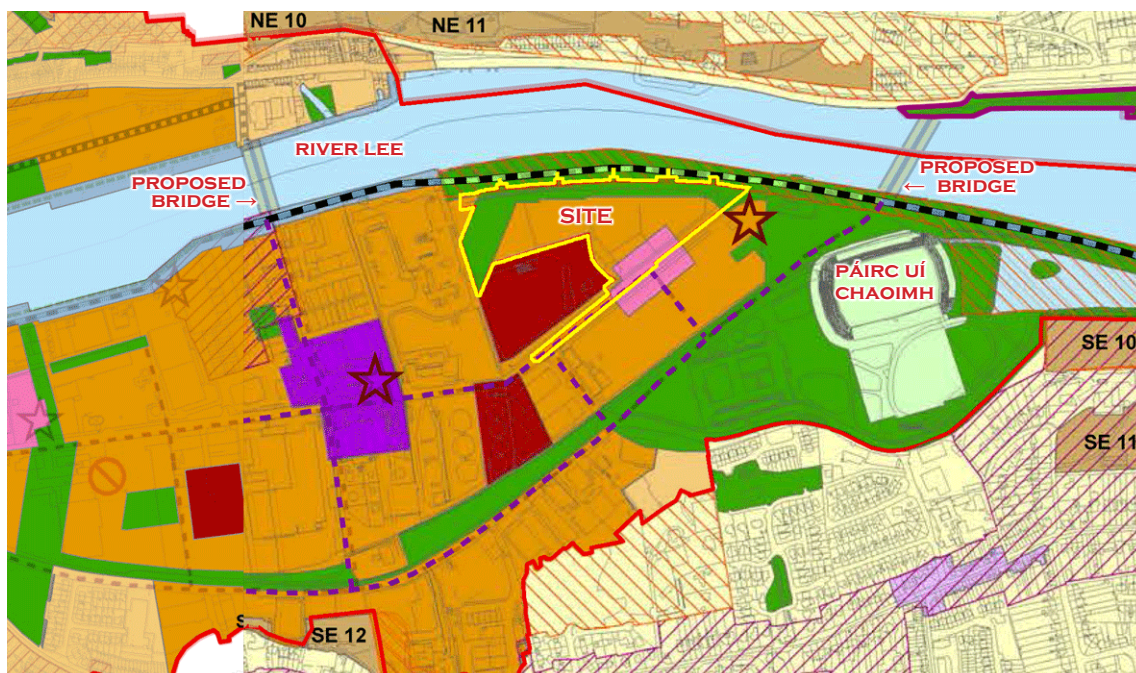 NE 10
NE 11
RIVER LEE
PROPOSED
BRIDGE →
PROPOSED
← BRIDGE
SITE
PÁIRC UÍ
CHAOIMH
SE 10
SE 11
S
SE 12